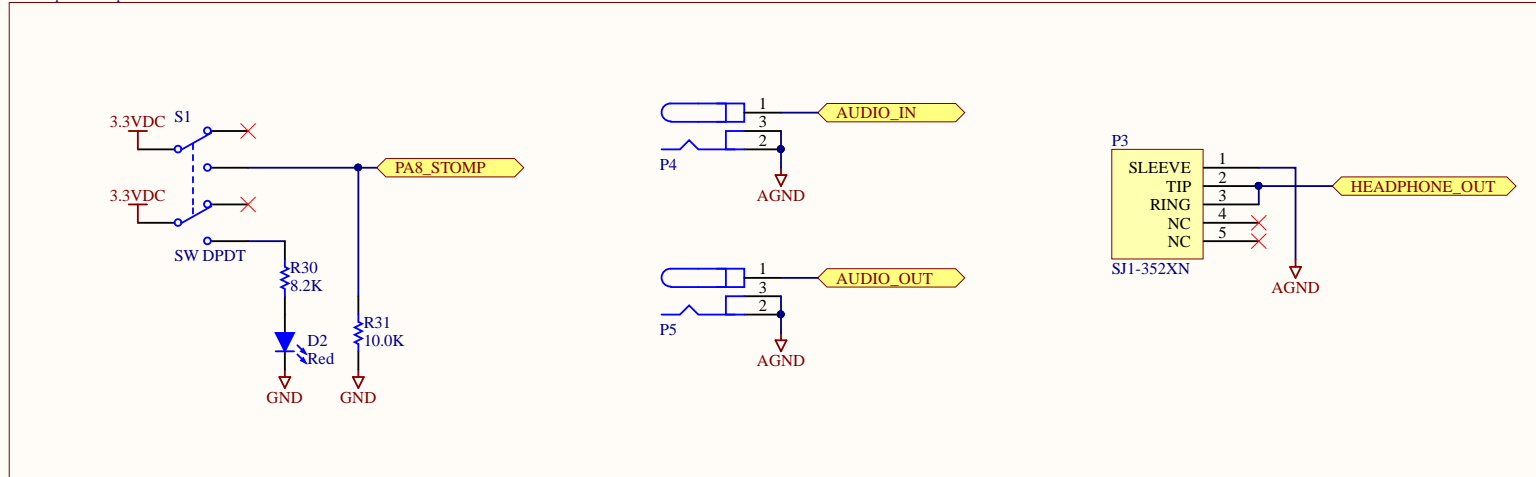 S1
3.3VDC
PA8_STOMP
3.3VDC
SW DPDT
R30
8.2K
D2
Red
R31
10.0K
GND
GND
1
AUDIO_IN
3
2
P4
AGND
1
AUDIO_OUT
3
2
P5
AGND
P3
SLEEVE 1
TIP 2
HEADPHONE_OUT
RING 3
NC 4
NC 5
SJ1-352XN
AGND